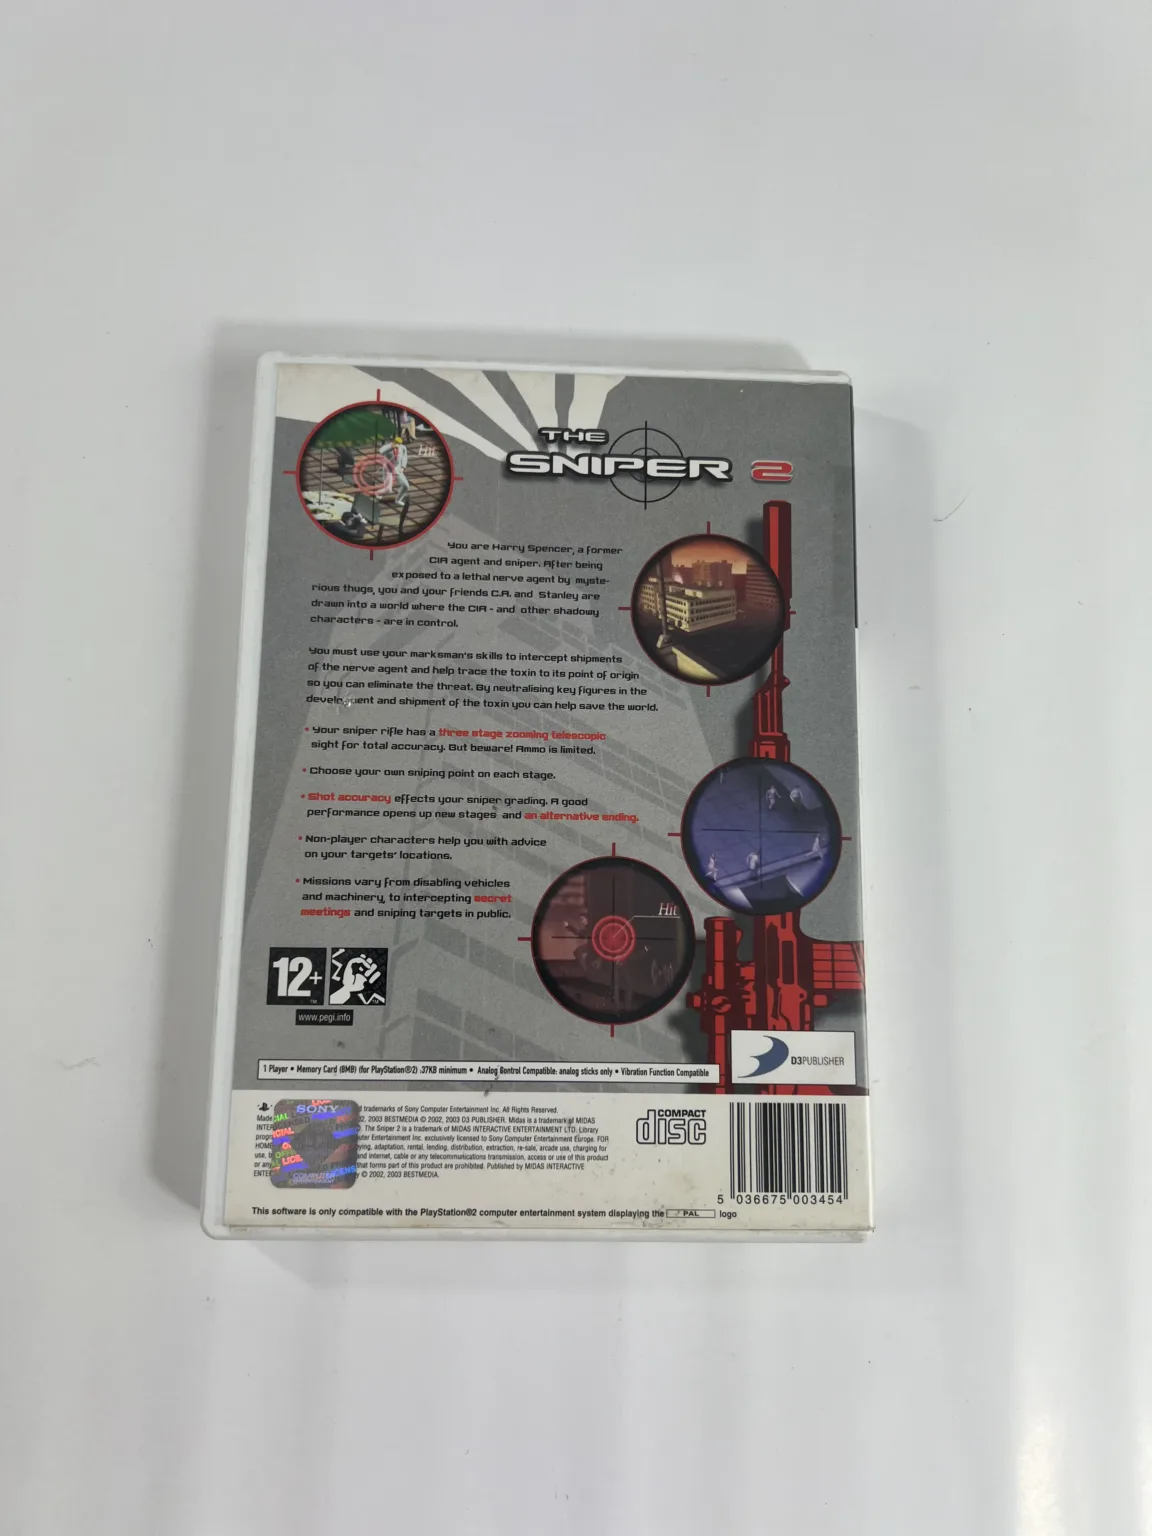 THE
SNIPER 2
Hit
You are Harry Spencer, a former
CIA agent and sniper. After being
exposed to a lethal nerve agent by myste-
rious thugs, you and your friends C.A. and Stanley are
drawn into a world where the CIA - and other shadowy
characters - are in control.
You must use your marksman's skills to intercept shipments
of the nerve agent and help trace the toxin to its point of origin
so you can eliminate the threat. By neutralising key figures in the
development and shipment of the toxin you can help save the world.
• Your sniper rifle has a three stage zooming telescopic
sight for total accuracy. But beware! Ammo is limited.
• Choose your own sniping point on each stage.
• Shot accuracy effects your sniper grading. A good
performance opens up new stages and an alternative ending.
• Non-player characters help you with advice
on your targets' locations.
• Missions vary from disabling vehicles
and machinery, to intercepting secret
meetings and sniping targets in public.
Hit
12+
www.pegi.info
D3PUBLISHER
1 Player • Memory Card (8MB) (for PlayStation®2) :37KB minimum • Analog Control Compatible: analog sticks only • Vibration Function Compatible
SONY
trademarks of Sony Computer Entertainment Inc. All Rights Reserved.
Made 2, 2003 BESTMEDIA © 2002, 2003 D3 PUBLISHER. Midas is a trademark of MIDAS
INTER The Sniper 2 is a trademark of MIDAS INTERACTIVE ENTERTAINMENT LTD. Library
progr Entertainment Inc. exclusively licensed to Sony Computer Entertainment Europe. FOR
HOME adaptation, rental, lending, distribution, extraction, re-sale, arcade use, charging for
use, and internet, cable or any telecommunications transmission, access or use of this product
or any that forms part of this product are prohibited. Published by MIDAS INTERACTIVE
ENTE © 2002, 2003 BESTMEDIA.
COMPACT
disc
5 036675 003454
This software is only compatible with the PlayStation®2 computer entertainment system displaying the PAL logo